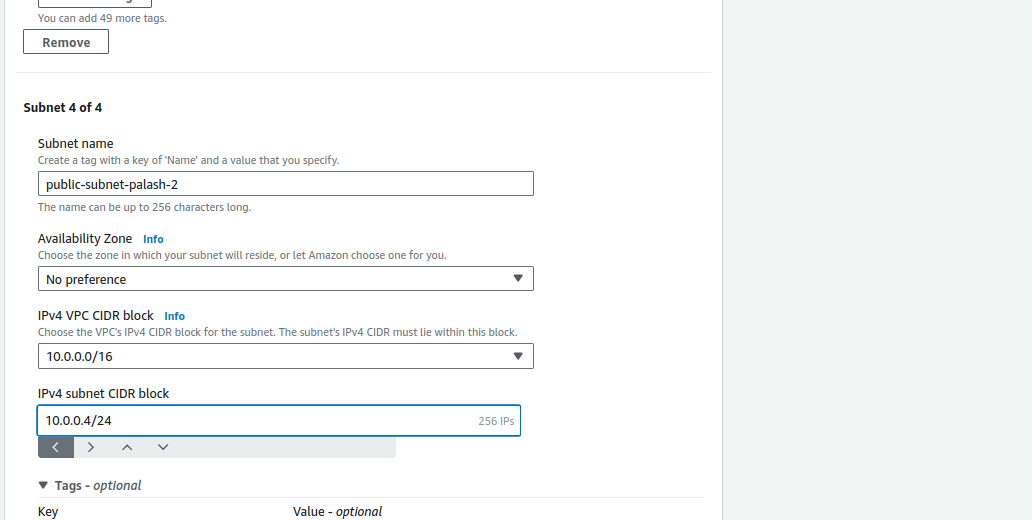 You can add 49 more tags.
Remove
Subnet 4 of 4
Subnet name
Create a tag with a key of 'Name' and a value that you specify.
public-subnet-palash-2
The name can be up to 256 characters long.
Availability Zone Info
Choose the zone in which your subnet will reside, or let Amazon choose one for you.
No preference
IPv4 VPC CIDR block Info
Choose the VPC's IPv4 CIDR block for the subnet. The subnet's IPv4 CIDR must lie within this block.
10.0.0.0/16
IPv4 subnet CIDR block
10.0.0.4/24 256 IPs
Tags - optional
Key Value - optional